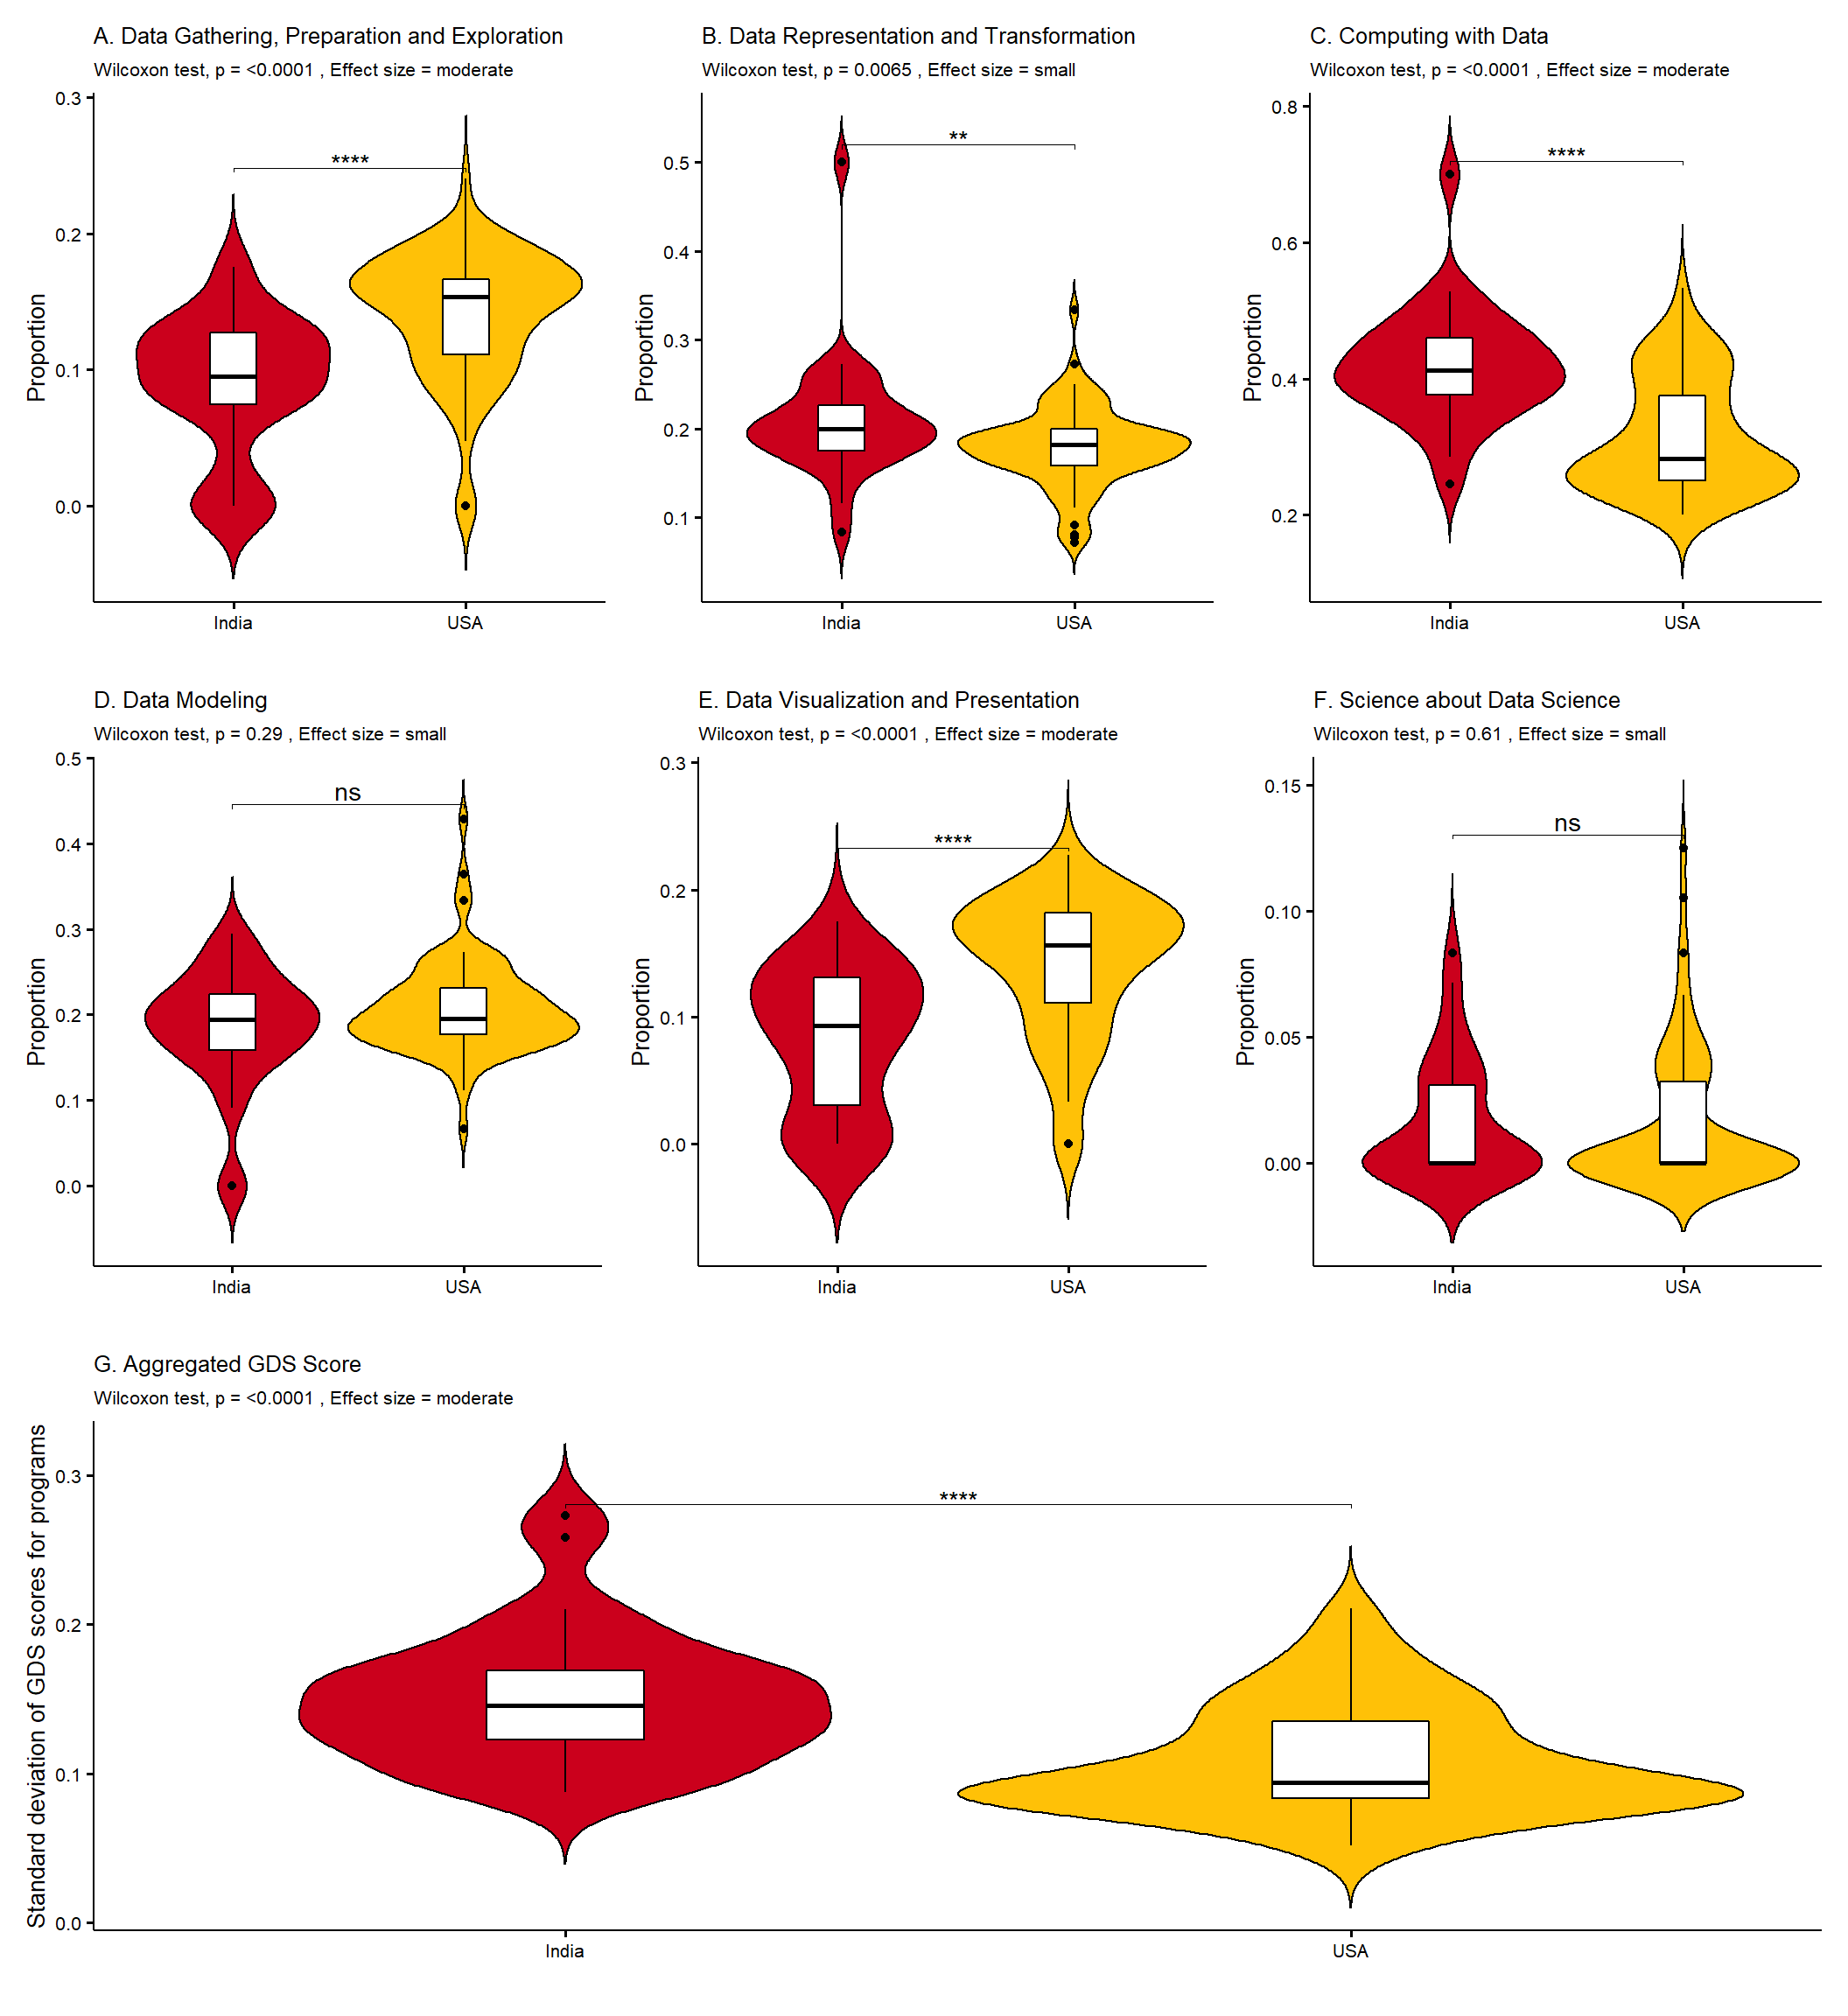 A. Data Gathering, Preparation and Exploration
Wilcoxon test, p = <0.0001 , Effect size = moderate
0.3
0.2
0.1
0.0
Proportion
****
India
USA
B. Data Representation and Transformation
Wilcoxon test, p = 0.0065 , Effect size = small
0.5
0.4
0.3
0.2
0.1
Proportion
**
India
USA
C. Computing with Data
Wilcoxon test, p = <0.0001 , Effect size = moderate
0.8
0.6
0.4
0.2
Proportion
****
India
USA
D. Data Modeling
Wilcoxon test, p = 0.29 , Effect size = small
0.5
0.4
0.3
0.2
0.1
0.0
Proportion
ns
India
USA
E. Data Visualization and Presentation
Wilcoxon test, p = <0.0001 , Effect size = moderate
0.3
0.2
0.1
0.0
Proportion
****
India
USA
F. Science about Data Science
Wilcoxon test, p = 0.61 , Effect size = small
0.15
0.10
0.05
0.00
Proportion
ns
India
USA
G. Aggregated GDS Score
Wilcoxon test, p = <0.0001 , Effect size = moderate
0.3
0.2
0.1
0.0
Standard deviation of GDS scores for programs
****
India
USA